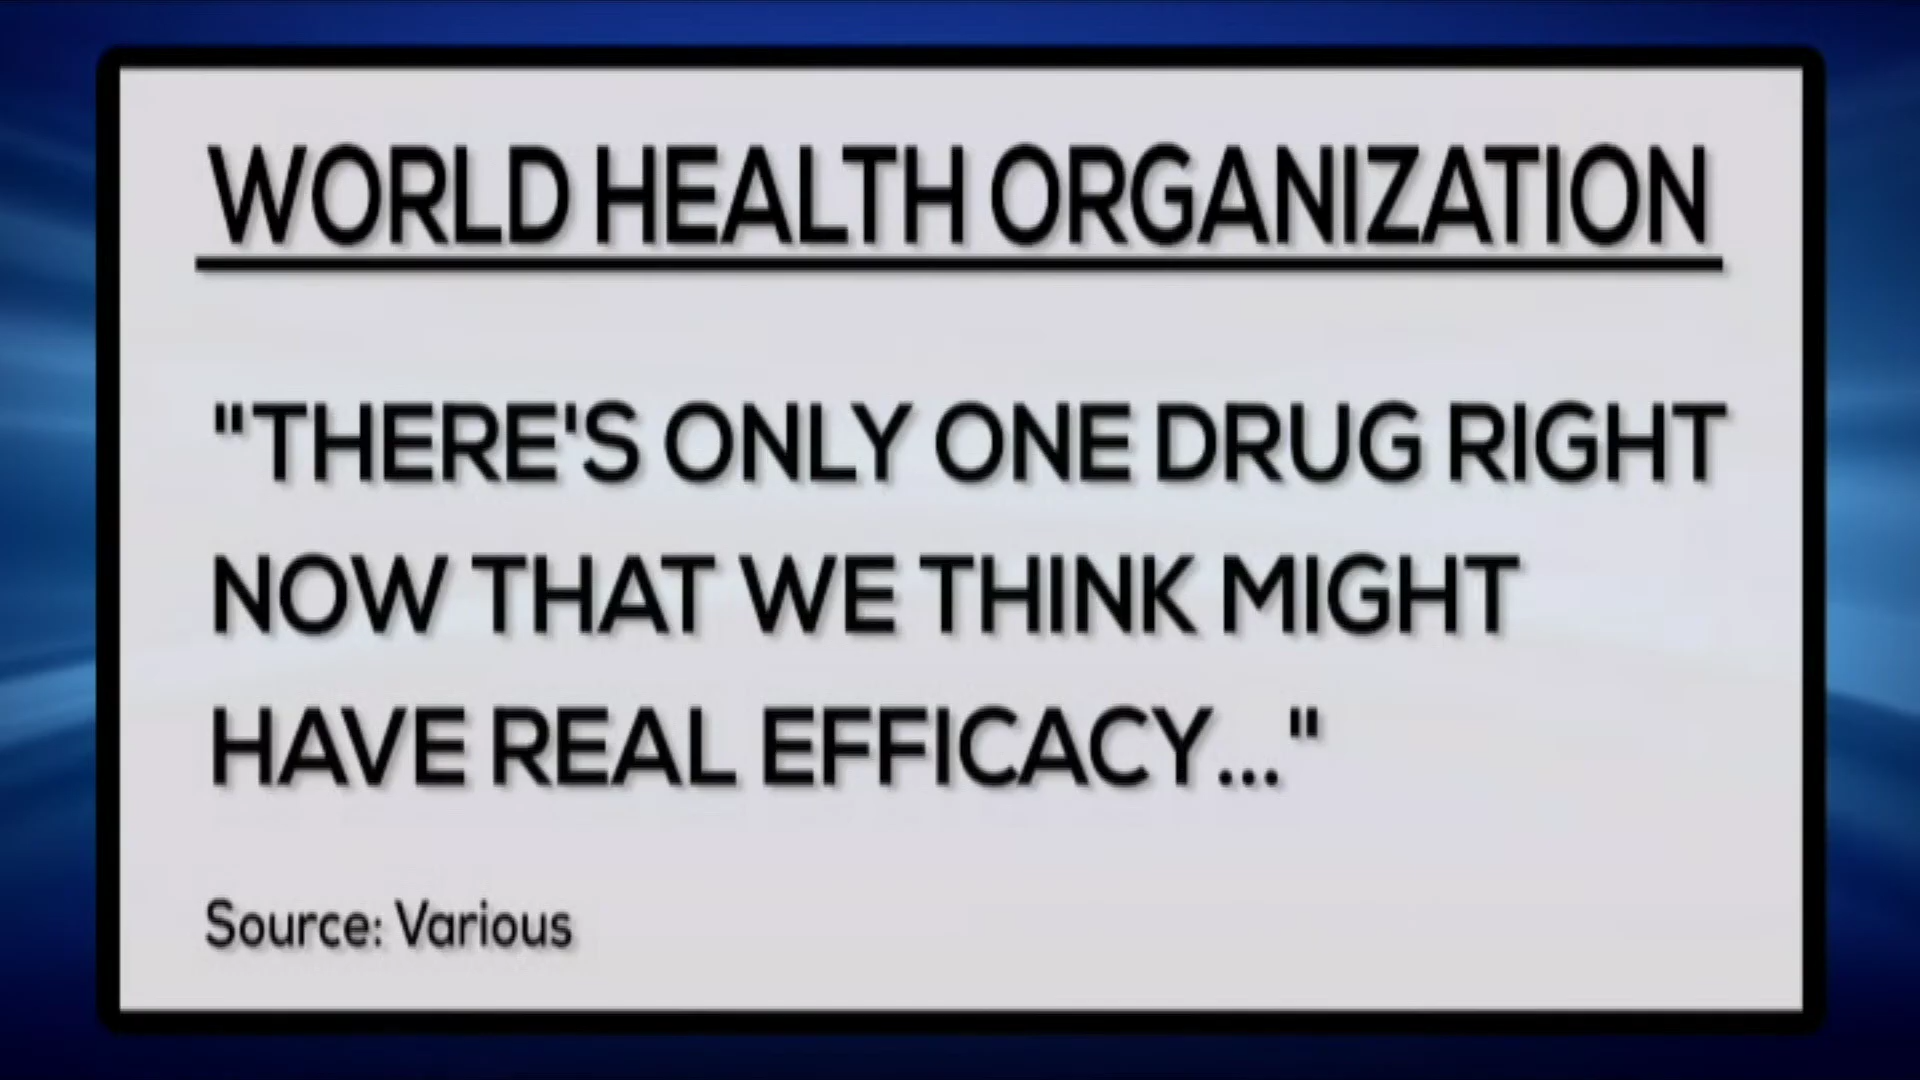 WORLD HEALTH ORGANIZATION
"THERE'S ONLY ONE DRUG RIGHT
NOW THAT WE THINK MIGHT
HAVE REAL EFFICACY..."
Source: Various